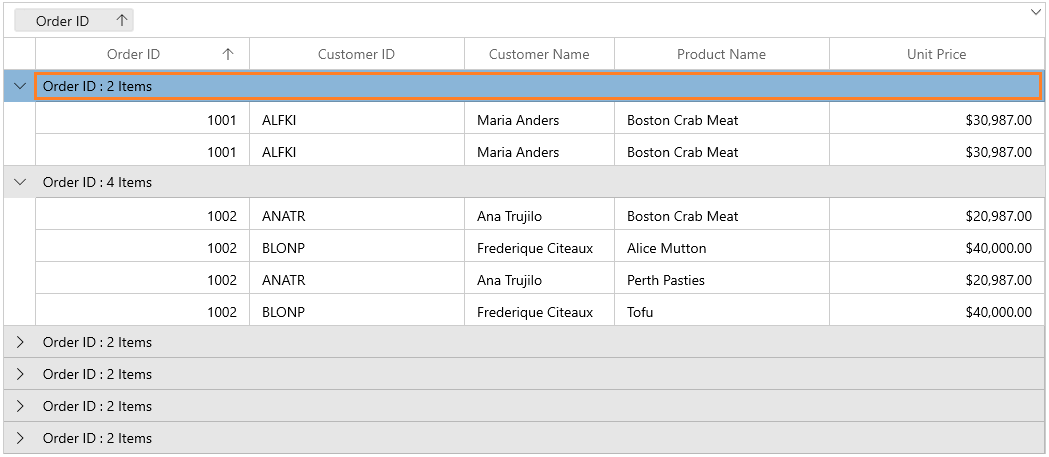 Order ID
Order ID Customer ID Customer Name Product Name Unit Price
Order ID : 2 Items
1001 ALFKI Maria Anders Boston Crab Meat $30,987.00
1001 ALFKI Maria Anders Boston Crab Meat $30,987.00
Order ID : 4 Items
1002 ANATR Ana Trujilo Boston Crab Meat $20,987.00
1002 BLONP Frederique Citeaux Alice Mutton $40,000.00
1002 ANATR Ana Trujilo Perth Pasties $20,987.00
1002 BLONP Frederique Citeaux Tofu $40,000.00
Order ID : 2 Items
Order ID : 2 Items
Order ID : 2 Items
Order ID : 2 Items